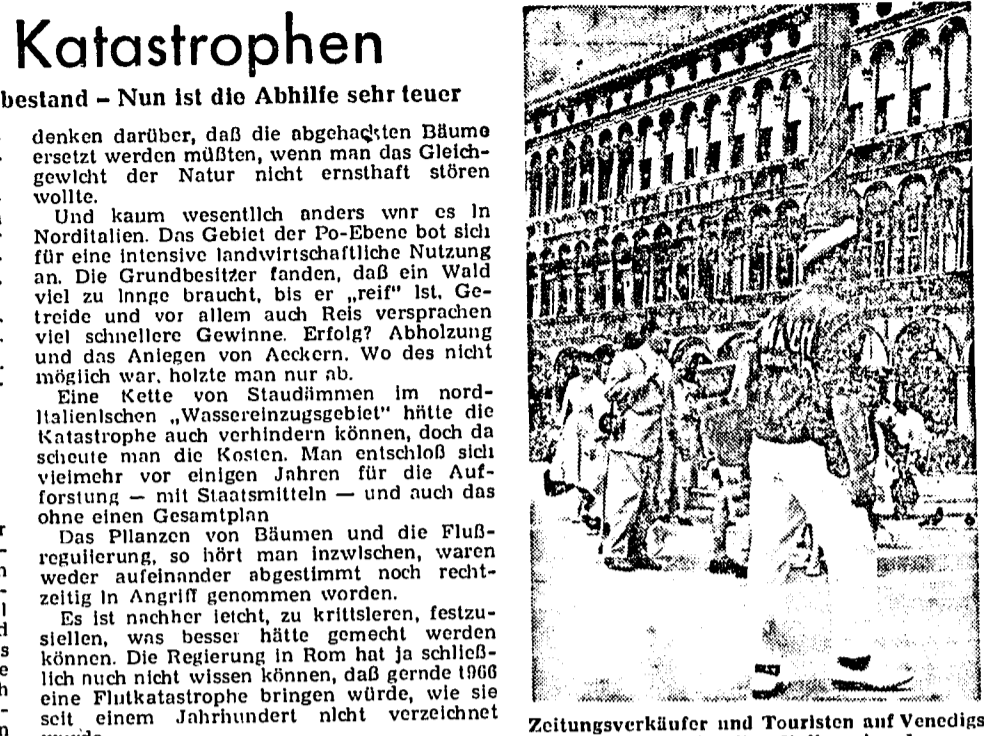 Katastrophen
bestand – Nun ist die Abhilfe sehr teuer
denken darüber, daß die abgehackten Bäume
ersetzt werden müßten, wenn man das Gleich-
gewicht der Natur nicht ernsthaft stören
wollte.
Und kaum wesentlich anders war es in
Norditalien. Das Gebiet der Po-Ebene bot sich
für eine intensive landwirtschaftliche Nutzung
an. Die Grundbesitzer fanden, daß ein Wald
viel zu lange braucht, bis er „reif" ist. Ge-
treide und vor allem auch Reis versprachen
viel schnellere Gewinne. Erfolg? Abholzung
und das Anlegen von Aeckern. Wo des nicht
möglich war, holzte man nur ab.
Eine Kette von Staudämmen im nord-
italienischen „Wassereinzugsgebiet" hätte die
Katastrophe auch verhindern können, doch da
scheute man die Kosten. Man entschloß sich
vielmehr vor einigen Jahren für die Auf-
forstung — mit Staatsmitteln — und auch das
ohne einen Gesamtplan
Das Pflanzen von Bäumen und die Fluß-
regulierung, so hört man inzwischen, waren
weder aufeinander abgestimmt noch recht-
zeitig in Angriff genommen worden.
Es ist nachher leicht, zu kritisieren, festzu-
stellen, was besser hätte gemacht werden
können. Die Regierung in Rom hat ja schließ-
lich auch nicht wissen können, daß gerade 1966
eine Flutkatastrophe bringen würde, wie sie
seit einem Jahrhundert nicht verzeichnet
Zeitungsverkäufer und Touristen auf Venedigs